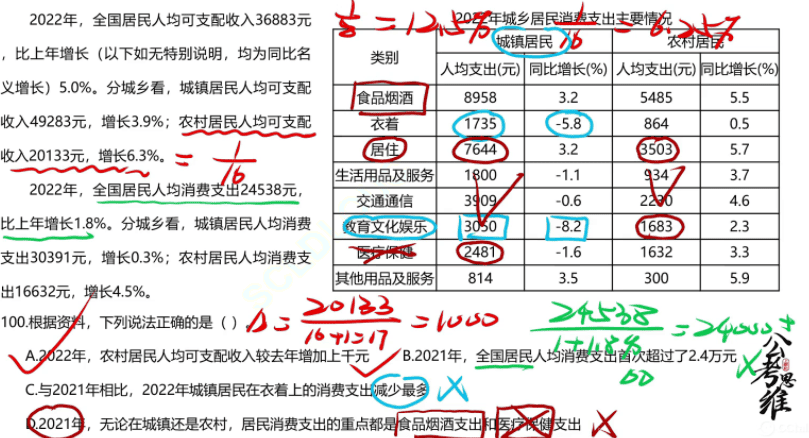 2022年，全国居民人均可支配收入36883元
，比上年增长（以下如无特别说明，均为同比名
义增长）5.0%。分城乡看，城镇居民人均可支配
收入49283元，增长3.9%；农村居民人均可支配
收入20133元，增长6.3%。 = 1/16
2022年，全国居民人均消费支出24538元，
比上年增长1.8%。分城乡看，城镇居民人均消费
支出30391元，增长0.3%；农村居民人均消费支
出16632元，增长4.5%。
1/8 = 12.5% 1/16 = 6.25%
2022年城乡居民消费支出主要情况
类别 城镇居民 农村居民
人均支出(元) 同比增长(%) 人均支出(元) 同比增长(%)
食品烟酒 8958 3.2 5485 5.5
衣着 1735 -5.8 864 0.5
居住 7644 3.2 3503 5.7
生活用品及服务 1800 -1.1 934 3.7
交通通信 3909 -0.6 2230 4.6
教育文化娱乐 3050 -8.2 1683 2.3
医疗保健 2481 -1.6 1632 3.3
其他用品及服务 814 3.5 300 5.9
100.根据资料，下列说法正确的是（ ）
Δ = 20133 / 16+1=17 = 1000
24538 / 1+1.8% = 24000+
A.2022年，农村居民人均可支配收入较去年增加上千元 B.2021年，全国居民人均消费支出首次超过了2.4万元
C.与2021年相比，2022年城镇居民在衣着上的消费支出减少最多
D.2021年，无论在城镇还是农村，居民消费支出的重点都是食品烟酒支出和医疗保健支出
公考思维